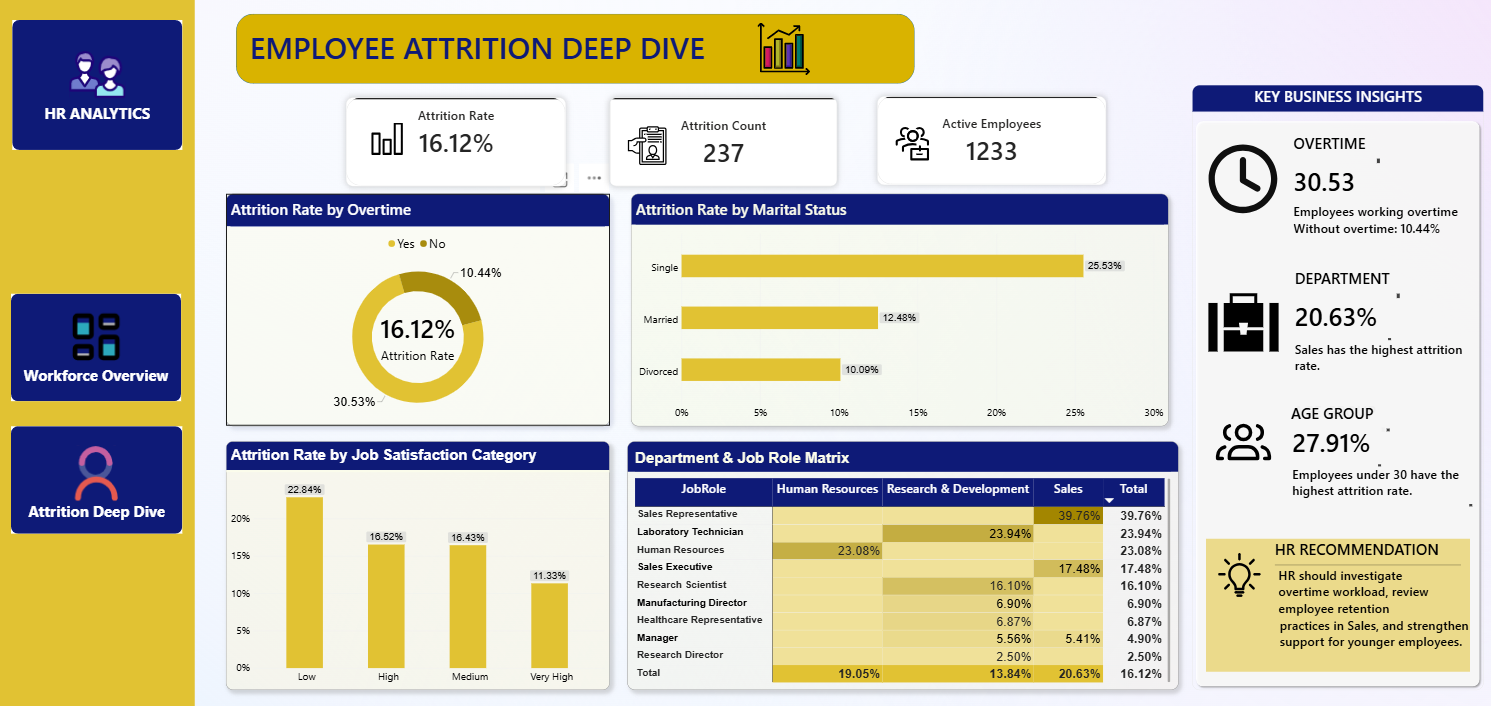 HR ANALYTICS
Workforce Overview
Attrition Deep Dive
EMPLOYEE ATTRITION DEEP DIVE
Attrition Rate
16.12%
Attrition Count
237
Active Employees
1233
Attrition Rate by Overtime
Yes No
10.44%
16.12%
Attrition Rate
30.53%
Attrition Rate by Marital Status
Single 25.53%
Married 12.48%
Divorced 10.09%
0% 5% 10% 15% 20% 25% 30%
Attrition Rate by Job Satisfaction Category
22.84%
20%
16.52% 16.43%
15%
11.33%
10%
5%
0%
Low High Medium Very High
Department & Job Role Matrix
JobRole Human Resources Research & Development Sales Total
Sales Representative 39.76% 39.76%
Laboratory Technician 23.94% 23.94%
Human Resources 23.08% 23.08%
Sales Executive 17.48% 17.48%
Research Scientist 16.10% 16.10%
Manufacturing Director 6.90% 6.90%
Healthcare Representative 6.87% 6.87%
Manager 5.56% 5.41% 4.90%
Research Director 2.50% 2.50%
Total 19.05% 13.84% 20.63% 16.12%
KEY BUSINESS INSIGHTS
OVERTIME
30.53
Employees working overtime
Without overtime: 10.44%
DEPARTMENT
20.63%
Sales has the highest attrition
rate.
AGE GROUP
27.91%
Employees under 30 have the
highest attrition rate.
HR RECOMMENDATION
HR should investigate
overtime workload, review
employee retention
practices in Sales, and strengthen
support for younger employees.